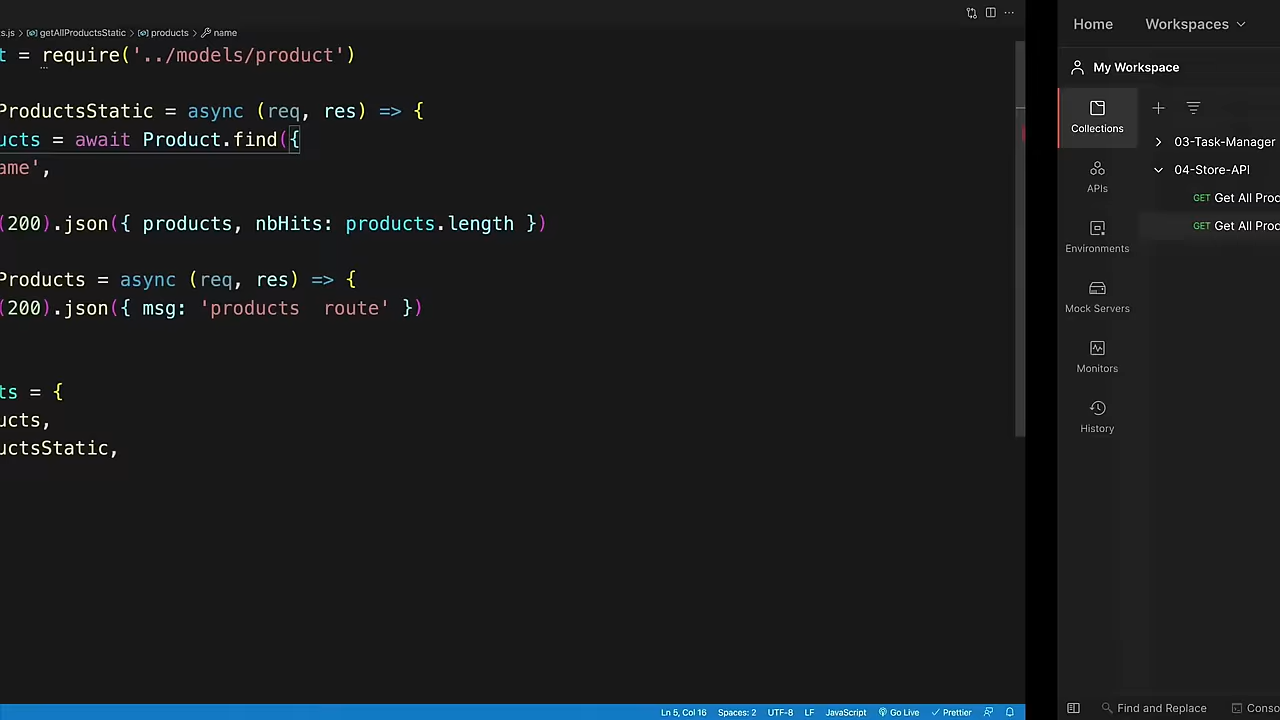 ts.js > getAllProductsStatic > products > name
t = require('../models/product')
ProductsStatic = async (req, res) => {
ucts = await Product.find({
ame',
(200).json({ products, nbHits: products.length })
Products = async (req, res) => {
(200).json({ msg: 'products  route' })
ts = {
ucts,
uctsStatic,
Ln 5, Col 16 Spaces: 2 UTF-8 LF JavaScript Go Live Prettier
Home Workspaces
My Workspace
Collections
APIs
Environments
Mock Servers
Monitors
History
03-Task-Manager
04-Store-API
GET Get All Proc
GET Get All Proc
Find and Replace Conso